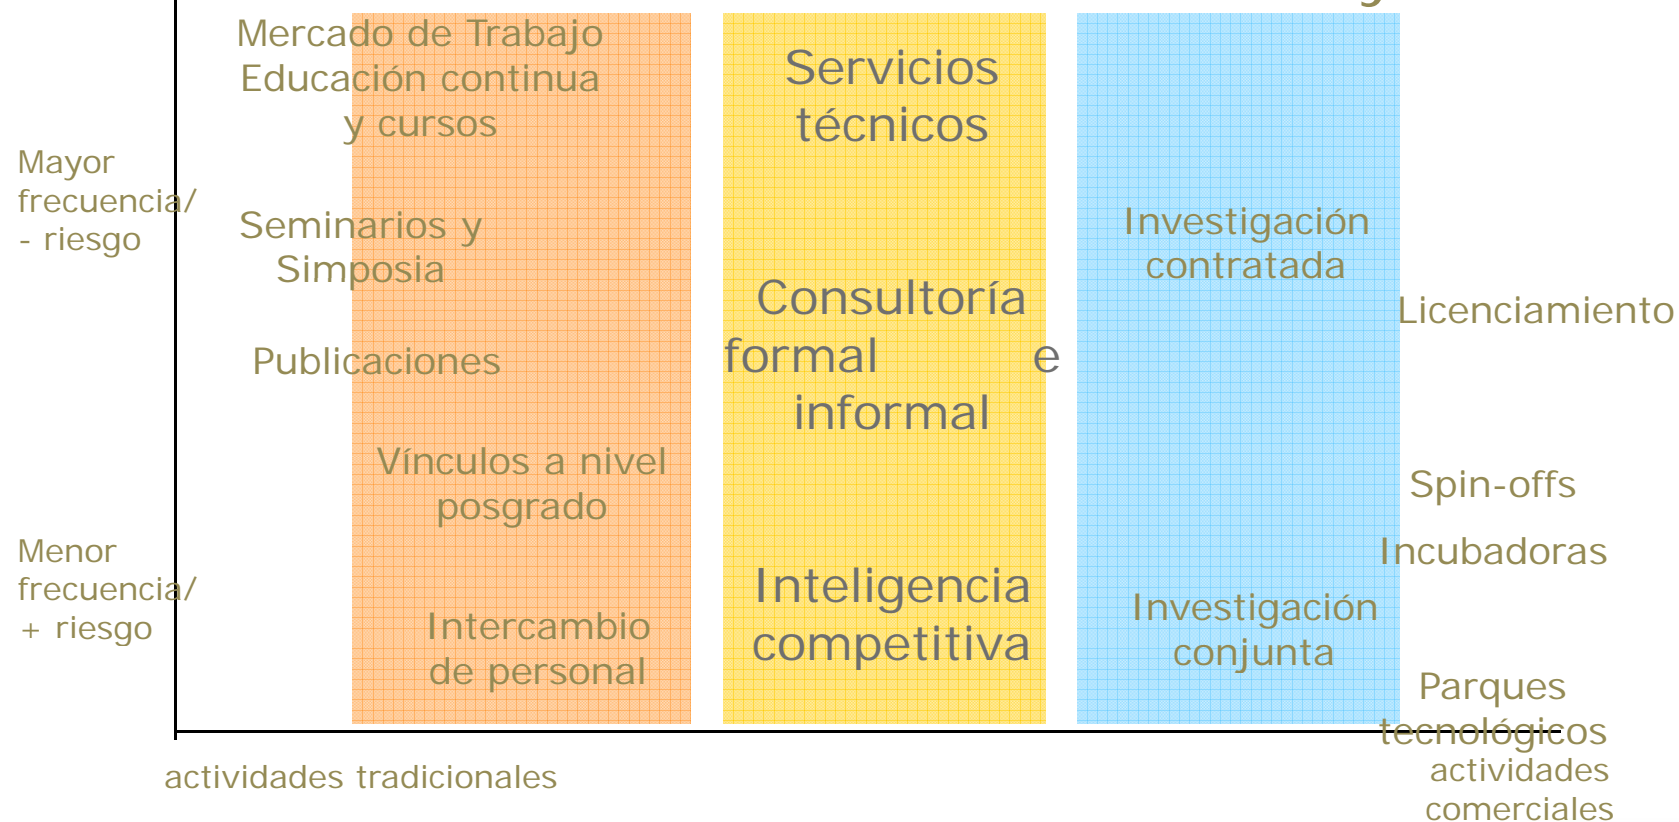 Mercado de Trabajo
Educación continua
y cursos
Mayor
frecuencia/
- riesgo
Seminarios y
Simposia
Publicaciones
Vínculos a nivel
posgrado
Menor
frecuencia/
+ riesgo
Intercambio
de personal
Servicios
técnicos
Consultoría
formal e
informal
Inteligencia
competitiva
Investigación
contratada
Investigación
conjunta
Licenciamiento
Spin-offs
Incubadoras
Parques
tecnológicos
actividades tradicionales
actividades
comerciales